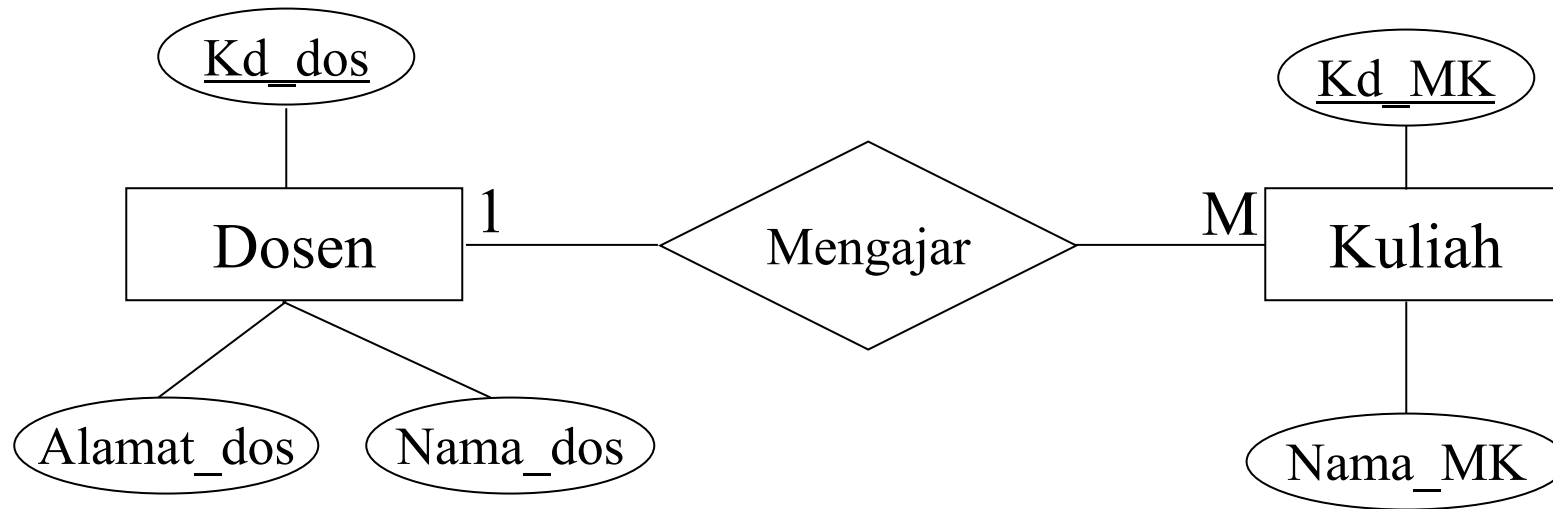 Kd_dos
Kd_MK
Dosen
1
Mengajar
M
Kuliah
Alamat_dos
Nama_dos
Nama_MK